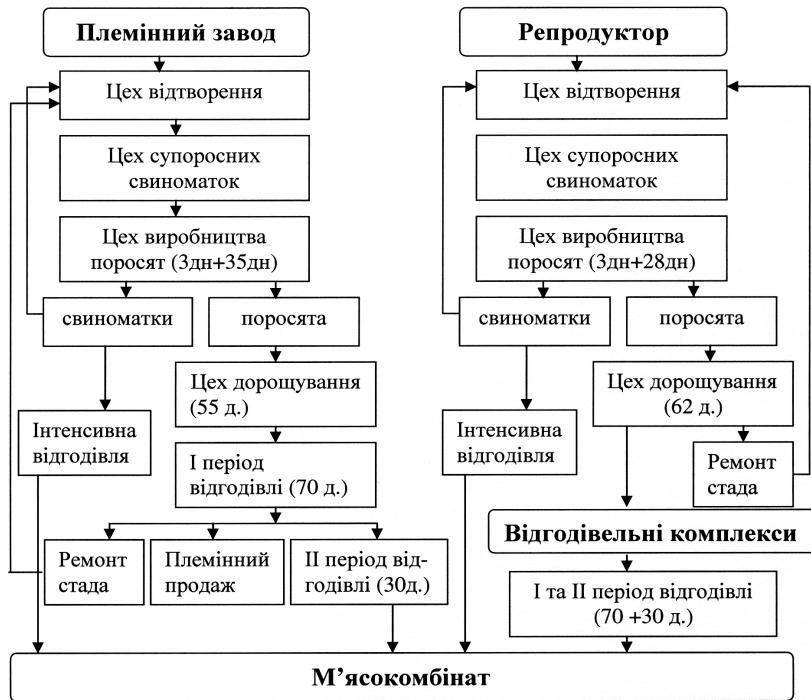 Племінний завод
Цех відтворення
Цех супоросних
свиноматок
Цех виробництва
поросят (3дн+35дн)
свиноматки
поросята
Цех дорощування
(55 д.)
Інтенсивна
відгодівля
І період
відгодівлі (70 д.)
Ремонт
стада
Племінний
продаж
ІІ період від-
годівлі (30д.)
Репродуктор
Цех відтворення
Цех супоросних
свиноматок
Цех виробництва
поросят (3дн+28дн)
свиноматки
поросята
Цех дорощування
(62 д.)
Інтенсивна
відгодівля
Ремонт
стада
Відгодівельні комплекси
І та ІІ період відгодівлі
(70 +30 д.)
М’ясокомбінат